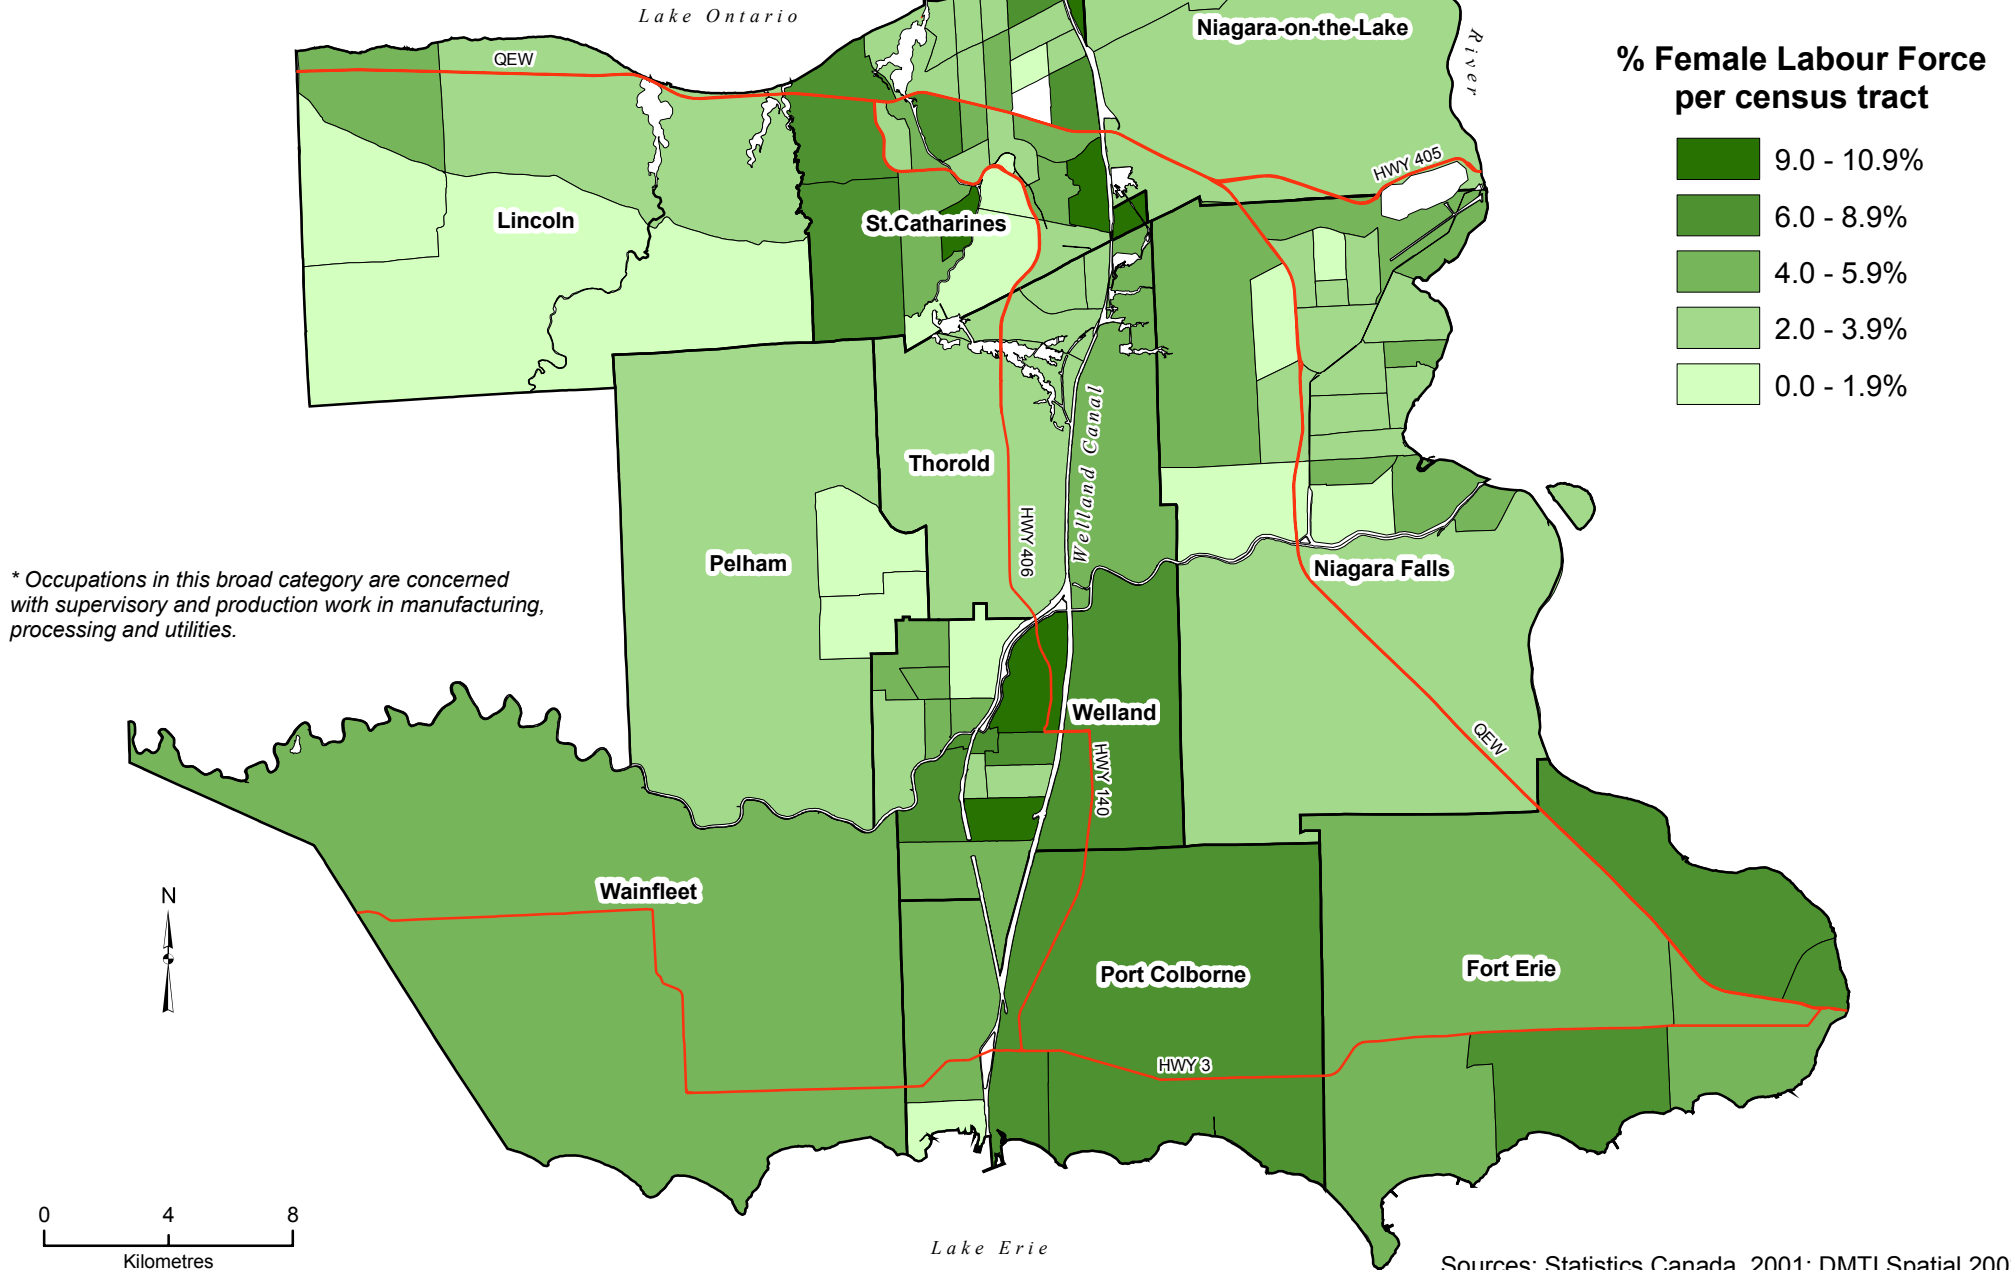 Lake Ontario
Niagara-on-the-Lake
River
% Female Labour Force
per census tract
9.0 - 10.9%
6.0 - 8.9%
4.0 - 5.9%
2.0 - 3.9%
0.0 - 1.9%
QEW
HWY 405
Lincoln
St.Catharines
Welland Canal
Thorold
HWY 406
Pelham
Niagara Falls
* Occupations in this broad category are concerned
with supervisory and production work in manufacturing,
processing and utilities.
Welland
QEW
HWY 140
Wainfleet
N
Port Colborne
Fort Erie
HWY 3
0 4 8
Kilometres
Lake Erie
Sources: Statistics Canada, 2001; DMTI Spatial 200